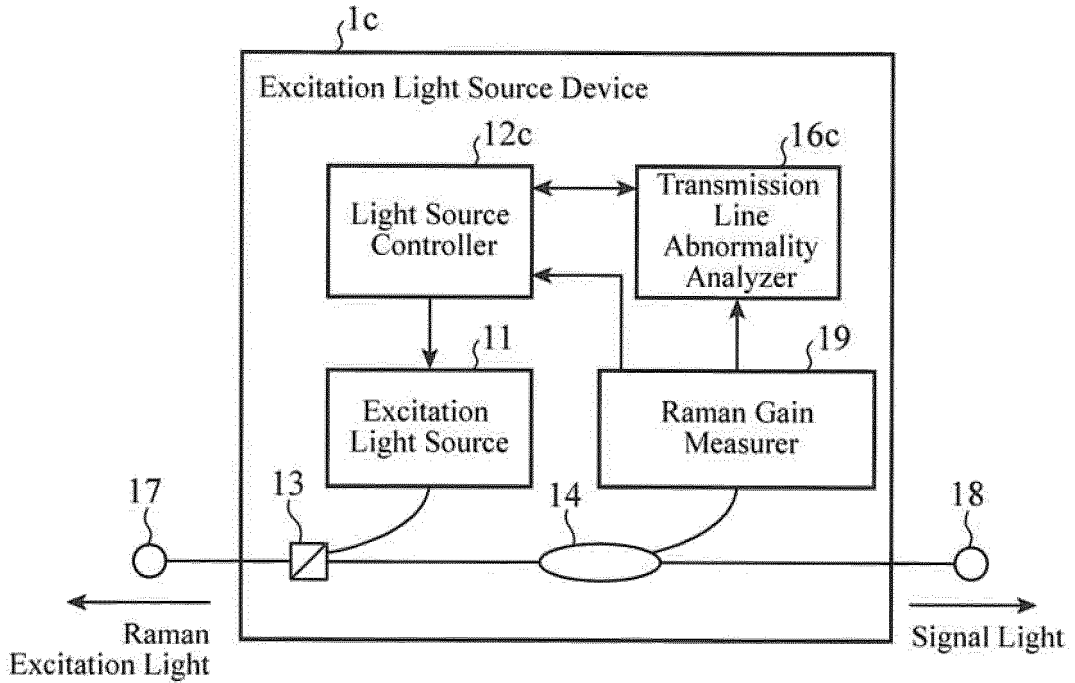 1c
Excitation Light Source Device
12c
16c
Light Source
Controller
Transmission
Line
Abnormality
Analyzer
11
19
Excitation
Light Source
Raman Gain
Measurer
17
13
14
18
Raman
Excitation Light
Signal Light